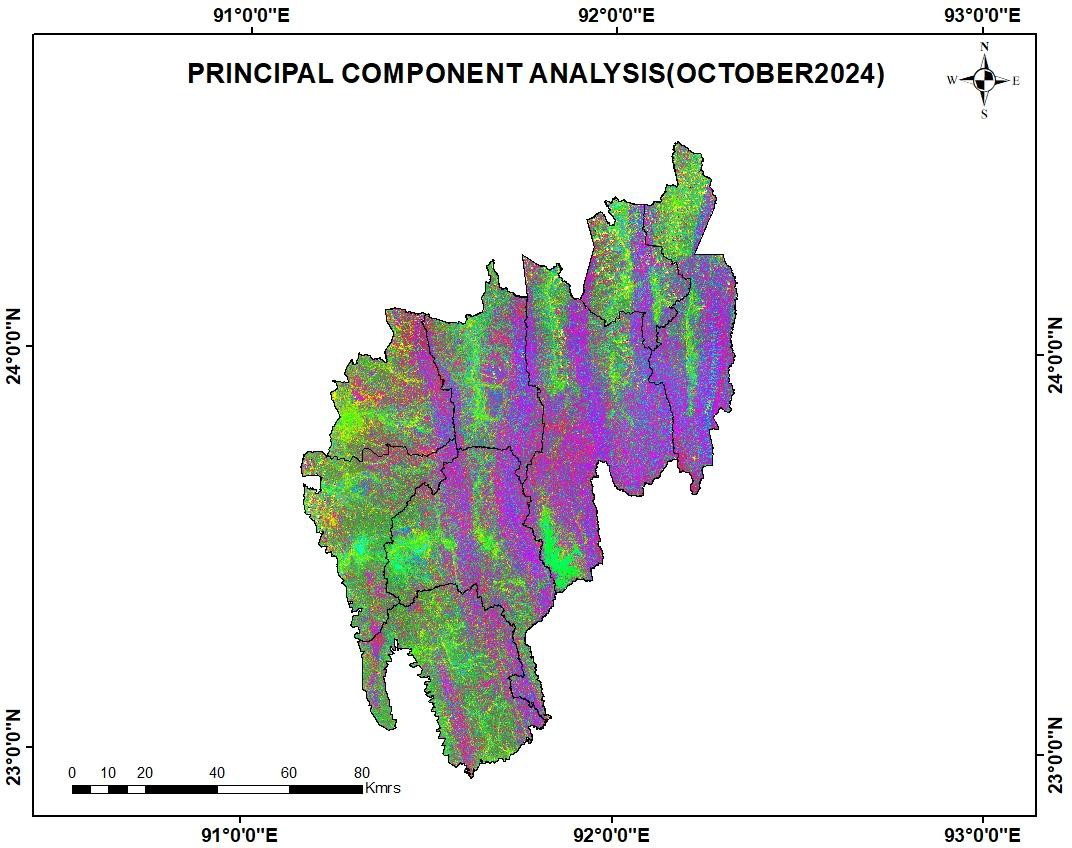 91°0'0"E 92°0'0"E 93°0'0"E
PRINCIPAL COMPONENT ANALYSIS(OCTOBER2024)
N
W E
S
24°0'0"N 24°0'0"N
23°0'0"N 23°0'0"N
0 10 20 40 60 80
Kmrs
91°0'0"E 92°0'0"E 93°0'0"E